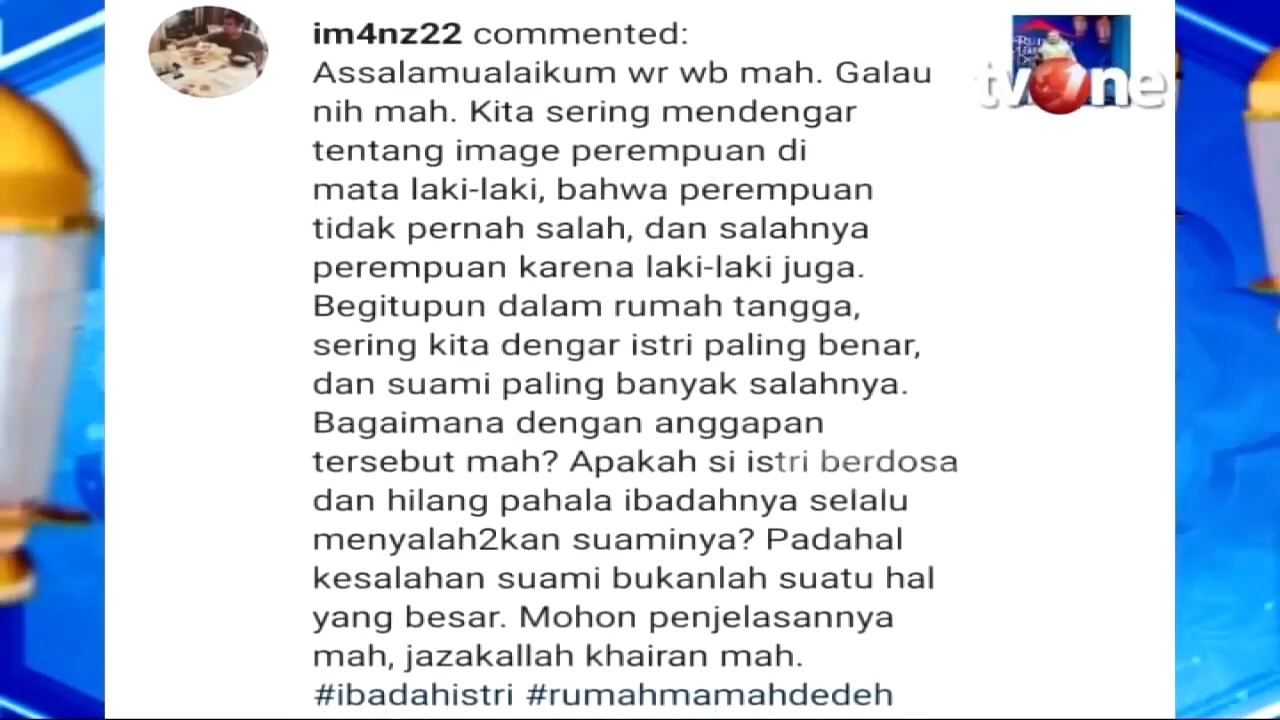 im4nz22 commented:
Assalamualaikum wr wb mah. Galau
nih mah. Kita sering mendengar
tentang image perempuan di
mata laki-laki, bahwa perempuan
tidak pernah salah, dan salahnya
perempuan karena laki-laki juga.
Begitupun dalam rumah tangga,
sering kita dengar istri paling benar,
dan suami paling banyak salahnya.
Bagaimana dengan anggapan
tersebut mah? Apakah si istri berdosa
dan hilang pahala ibadahnya selalu
menyalah2kan suaminya? Padahal
kesalahan suami bukanlah suatu hal
yang besar. Mohon penjelasannya
mah, jazakallah khairan mah.
#ibadahistri #rumahmamahdedeh
tvOne